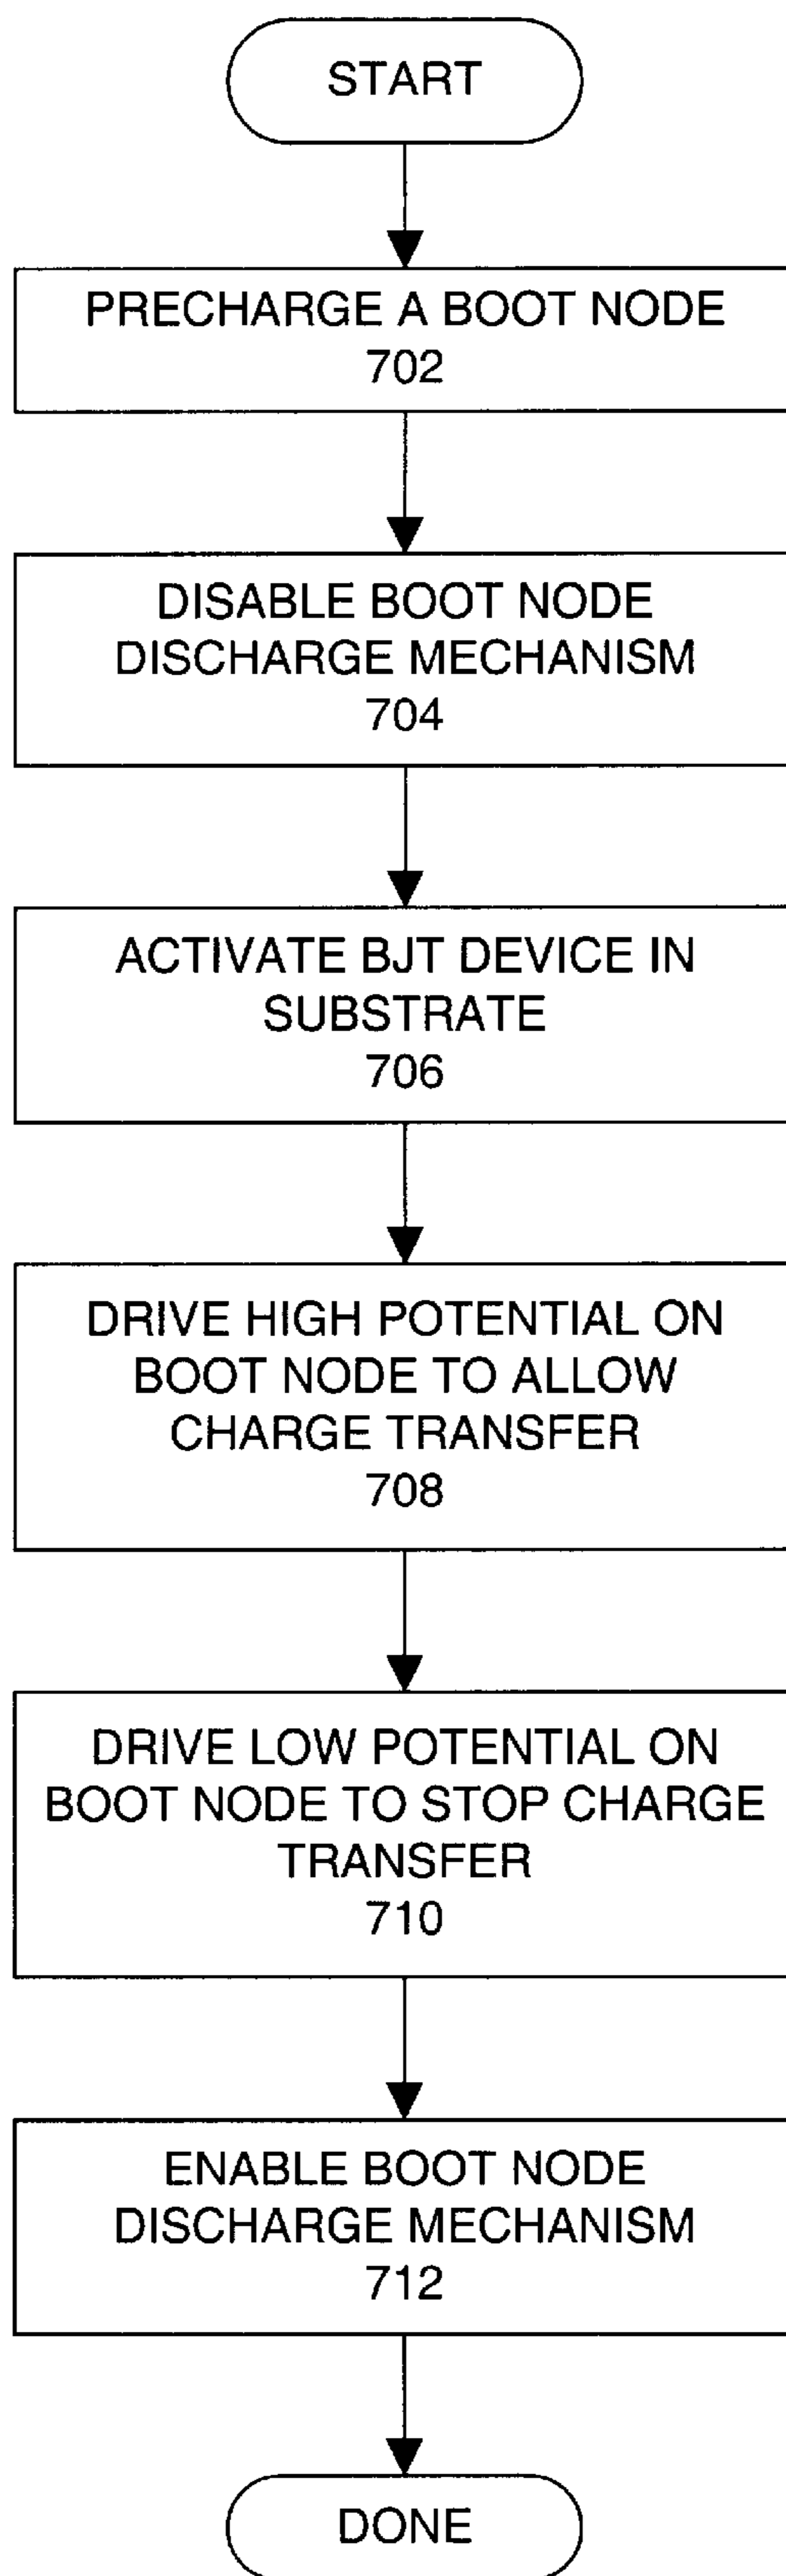 START
PRECHARGE A BOOT NODE
702
DISABLE BOOT NODE
DISCHARGE MECHANISM
704
ACTIVATE BJT DEVICE IN
SUBSTRATE
706
DRIVE HIGH POTENTIAL ON
BOOT NODE TO ALLOW
CHARGE TRANSFER
708
DRIVE LOW POTENTIAL ON
BOOT NODE TO STOP CHARGE
TRANSFER
710
ENABLE BOOT NODE
DISCHARGE MECHANISM
712
DONE